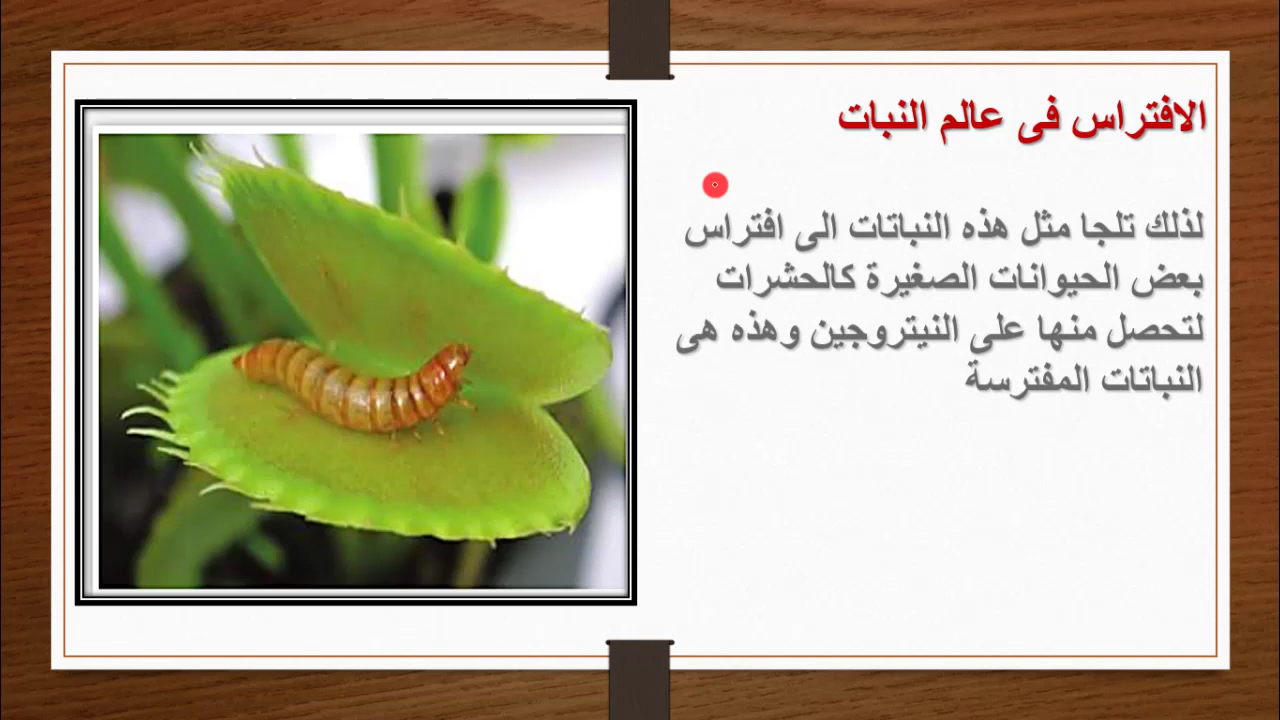 الافتراس فى عالم النبات
لذلك تلجا مثل هذه النباتات الى افتراس
بعض الحيوانات الصغيرة كالحشرات
لتحصل منها على النيتروجين وهذه هى
النباتات المفترسة